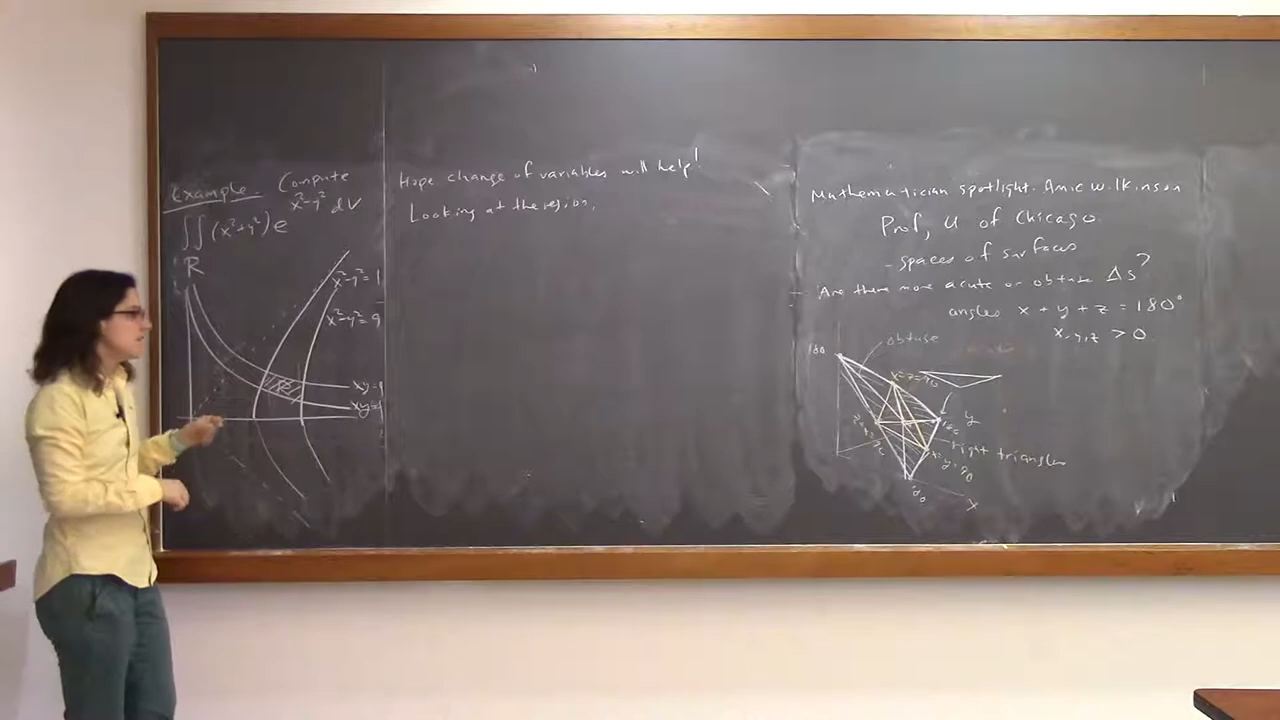 Example. Compute
∬ (x²+y²) e^(x²-y²) dV
R
x²-y²=1
x²-y²=9
R
xy=
xy=
Hope change of variables will help!
Looking at the region,
Mathematician spotlight. Amie Wilkinson
Prof, U of Chicago
- spaces of surfaces
Are there more acute or obtuse Δs?
angles x + y + z = 180°
x,y,z > 0
180
obtuse
y
right triangles
180
x